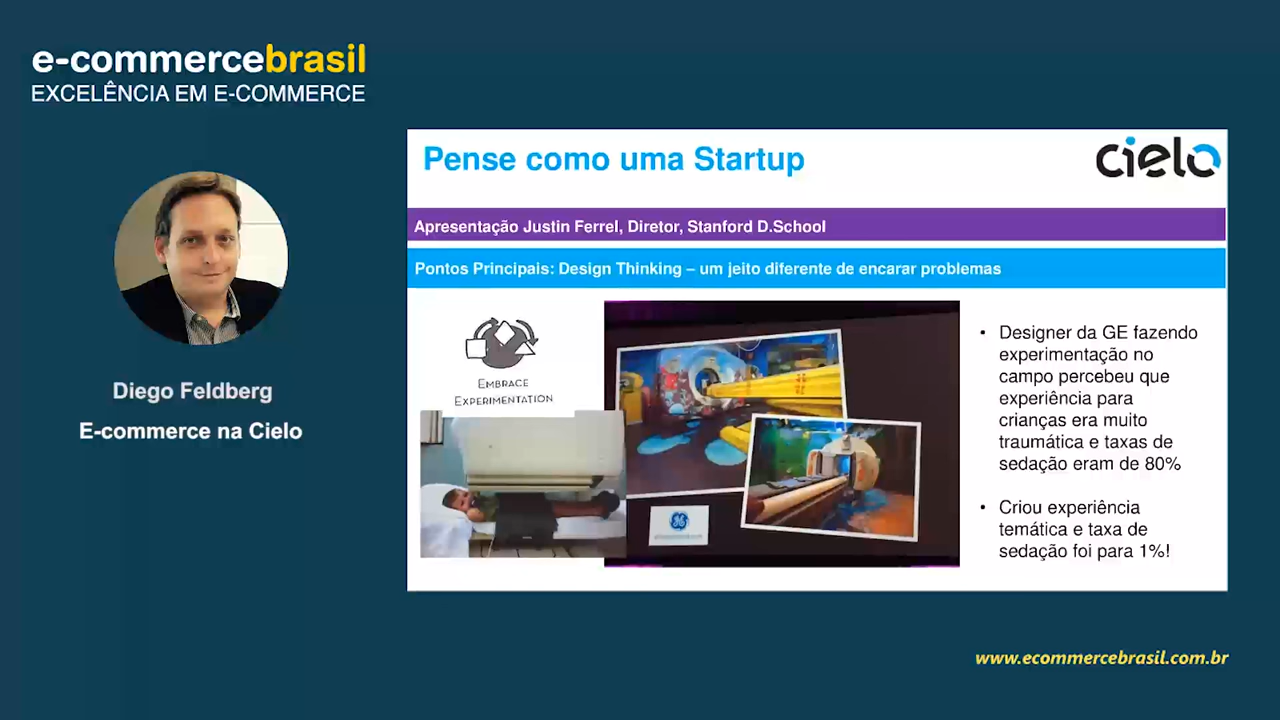 e-commercebrasil
EXCELÊNCIA EM E-COMMERCE
Diego Feldberg
E-commerce na Cielo
Pense como uma Startup
cielo
Apresentação Justin Ferrel, Diretor, Stanford D.School
Pontos Principais: Design Thinking – um jeito diferente de encarar problemas
EMBRACE
EXPERIMENTATION
• Designer da GE fazendo
experimentação no
campo percebeu que
experiência para
crianças era muito
traumática e taxas de
sedação eram de 80%
• Criou experiência
temática e taxa de
sedação foi para 1%!
www.ecommercebrasil.com.br